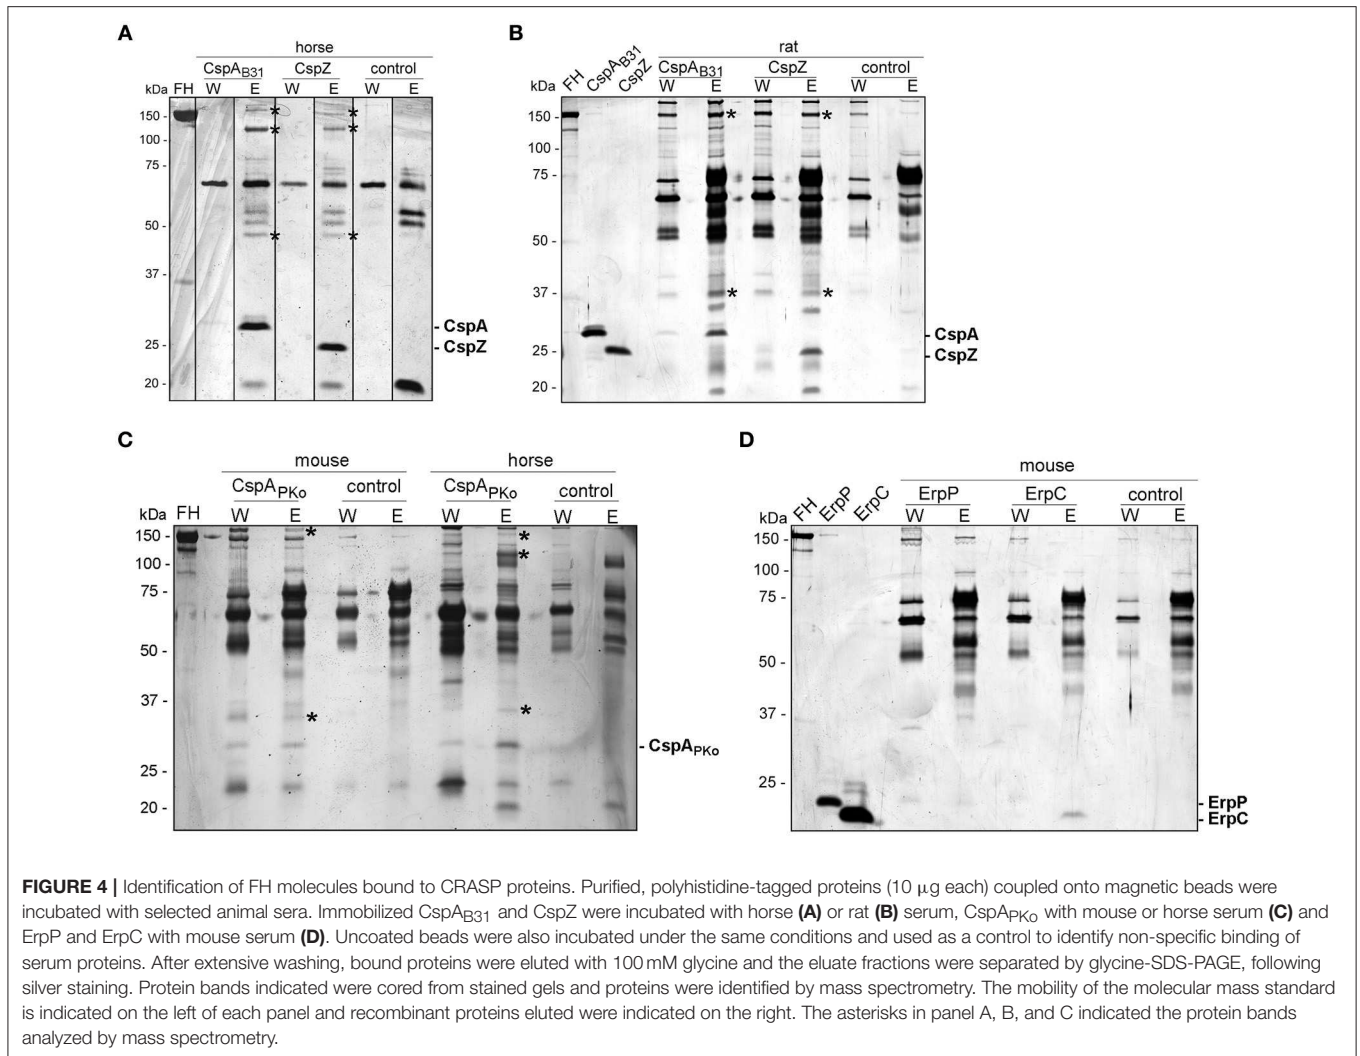 A
horse
CspAB31 CspZ control
kDa FH W E W E W E
150 -
100 -
75 -
50 -
37 -
25 -
20 -
* * * * * *
- CspA
- CspZ
B
rat
FH CspAB31 CspZ CspAB31 CspZ control
kDa W E W E W E
150 -
100 -
75 -
50 -
37 -
25 -
20 -
* * * *
- CspA
- CspZ
C
mouse horse
CspAPKo control CspAPKo control
kDa FH W E W E W E W E
150 -
100 -
75 -
50 -
37 -
25 -
20 -
* * * * *
- CspAPKo
D
mouse
FH ErpP ErpC ErpP ErpC control
kDa W E W E W E
150 -
100 -
75 -
50 -
37 -
25 -
- ErpP
- ErpC
FIGURE 4 | Identification of FH molecules bound to CRASP proteins. Purified, polyhistidine-tagged proteins (10 μg each) coupled onto magnetic beads were
incubated with selected animal sera. Immobilized CspAB31 and CspZ were incubated with horse (A) or rat (B) serum, CspAPKo with mouse or horse serum (C) and
ErpP and ErpC with mouse serum (D). Uncoated beads were also incubated under the same conditions and used as a control to identify non-specific binding of
serum proteins. After extensive washing, bound proteins were eluted with 100 mM glycine and the eluate fractions were separated by glycine-SDS-PAGE, following
silver staining. Protein bands indicated were cored from stained gels and proteins were identified by mass spectrometry. The mobility of the molecular mass standard
is indicated on the left of each panel and recombinant proteins eluted were indicated on the right. The asterisks in panel A, B, and C indicated the protein bands
analyzed by mass spectrometry.